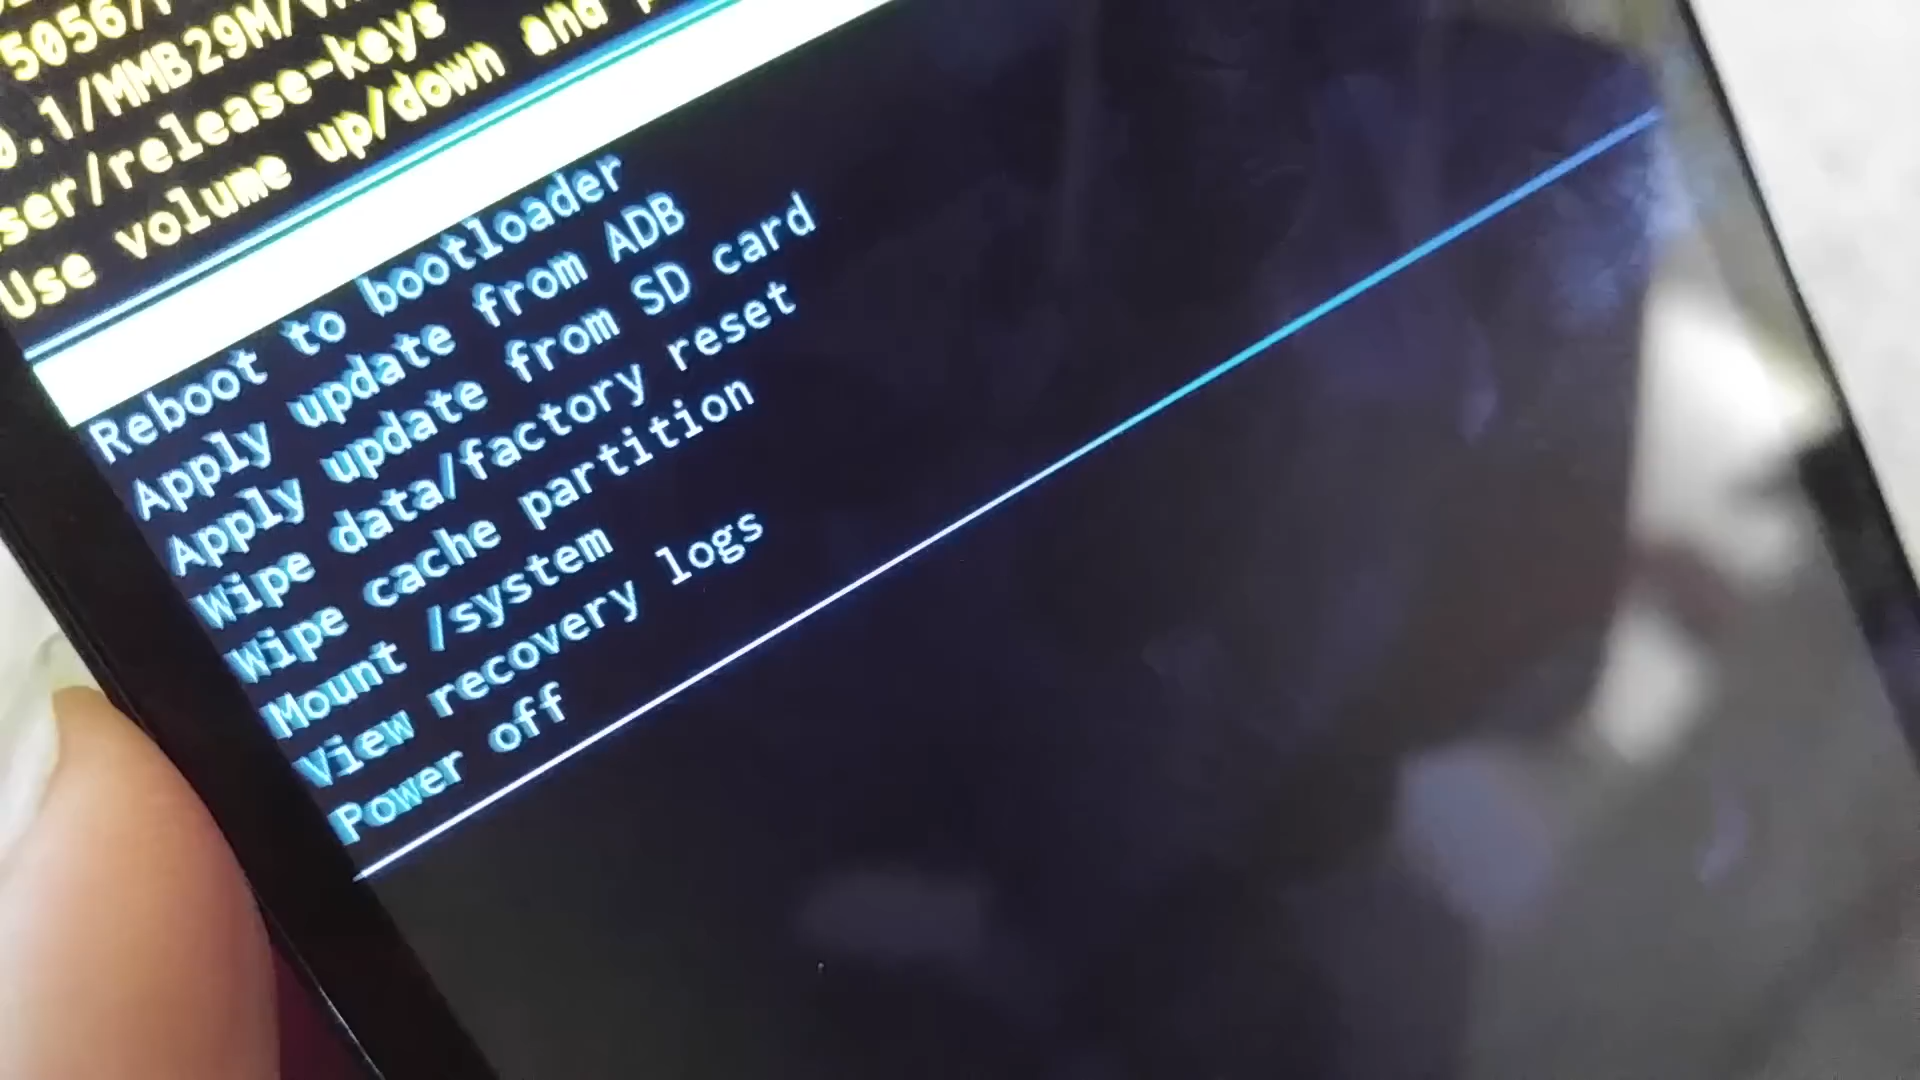 5056/
0.1/MMB29M/
ser/release-keys
Use volume up/down and
Reboot to bootloader
Apply update from ADB
Apply update from SD card
Wipe data/factory reset
Wipe cache partition
Mount /system
View recovery logs
Power off